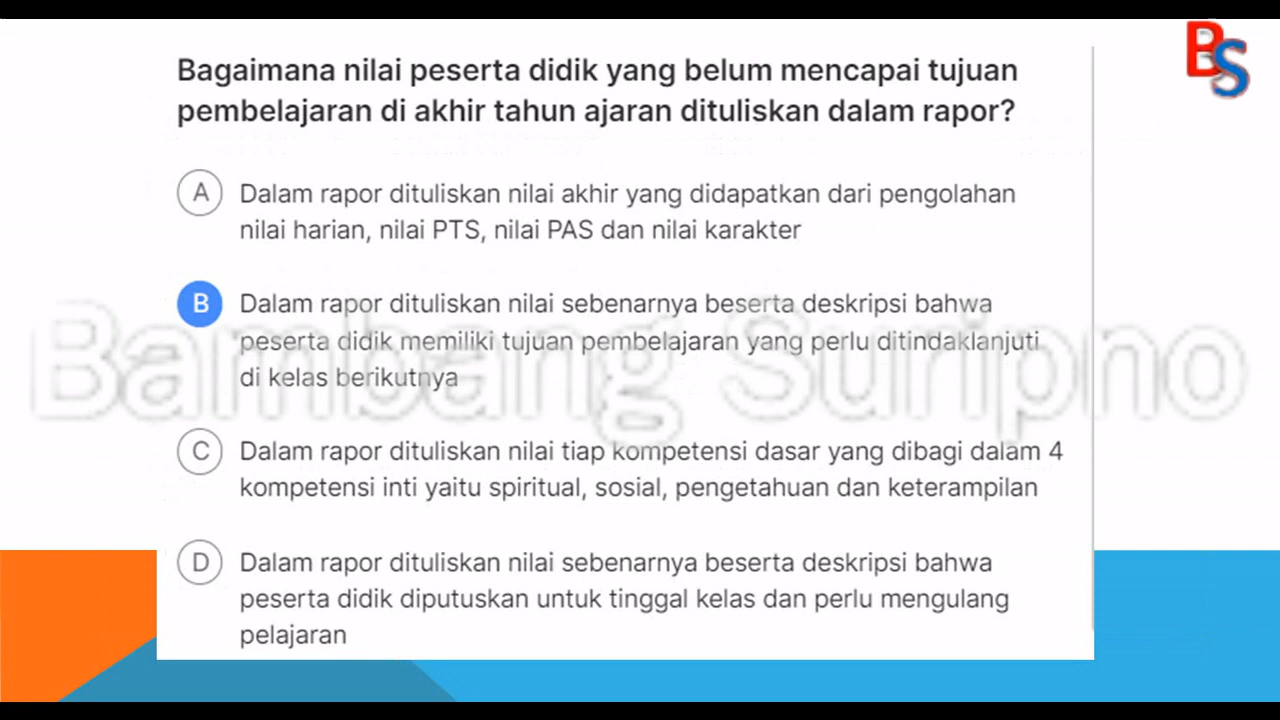 BS
Bagaimana nilai peserta didik yang belum mencapai tujuan
pembelajaran di akhir tahun ajaran dituliskan dalam rapor?
A Dalam rapor dituliskan nilai akhir yang didapatkan dari pengolahan
nilai harian, nilai PTS, nilai PAS dan nilai karakter
B Dalam rapor dituliskan nilai sebenarnya beserta deskripsi bahwa
peserta didik memiliki tujuan pembelajaran yang perlu ditindaklanjuti
di kelas berikutnya
Bambang Suripno
C Dalam rapor dituliskan nilai tiap kompetensi dasar yang dibagi dalam 4
kompetensi inti yaitu spiritual, sosial, pengetahuan dan keterampilan
D Dalam rapor dituliskan nilai sebenarnya beserta deskripsi bahwa
peserta didik diputuskan untuk tinggal kelas dan perlu mengulang
pelajaran